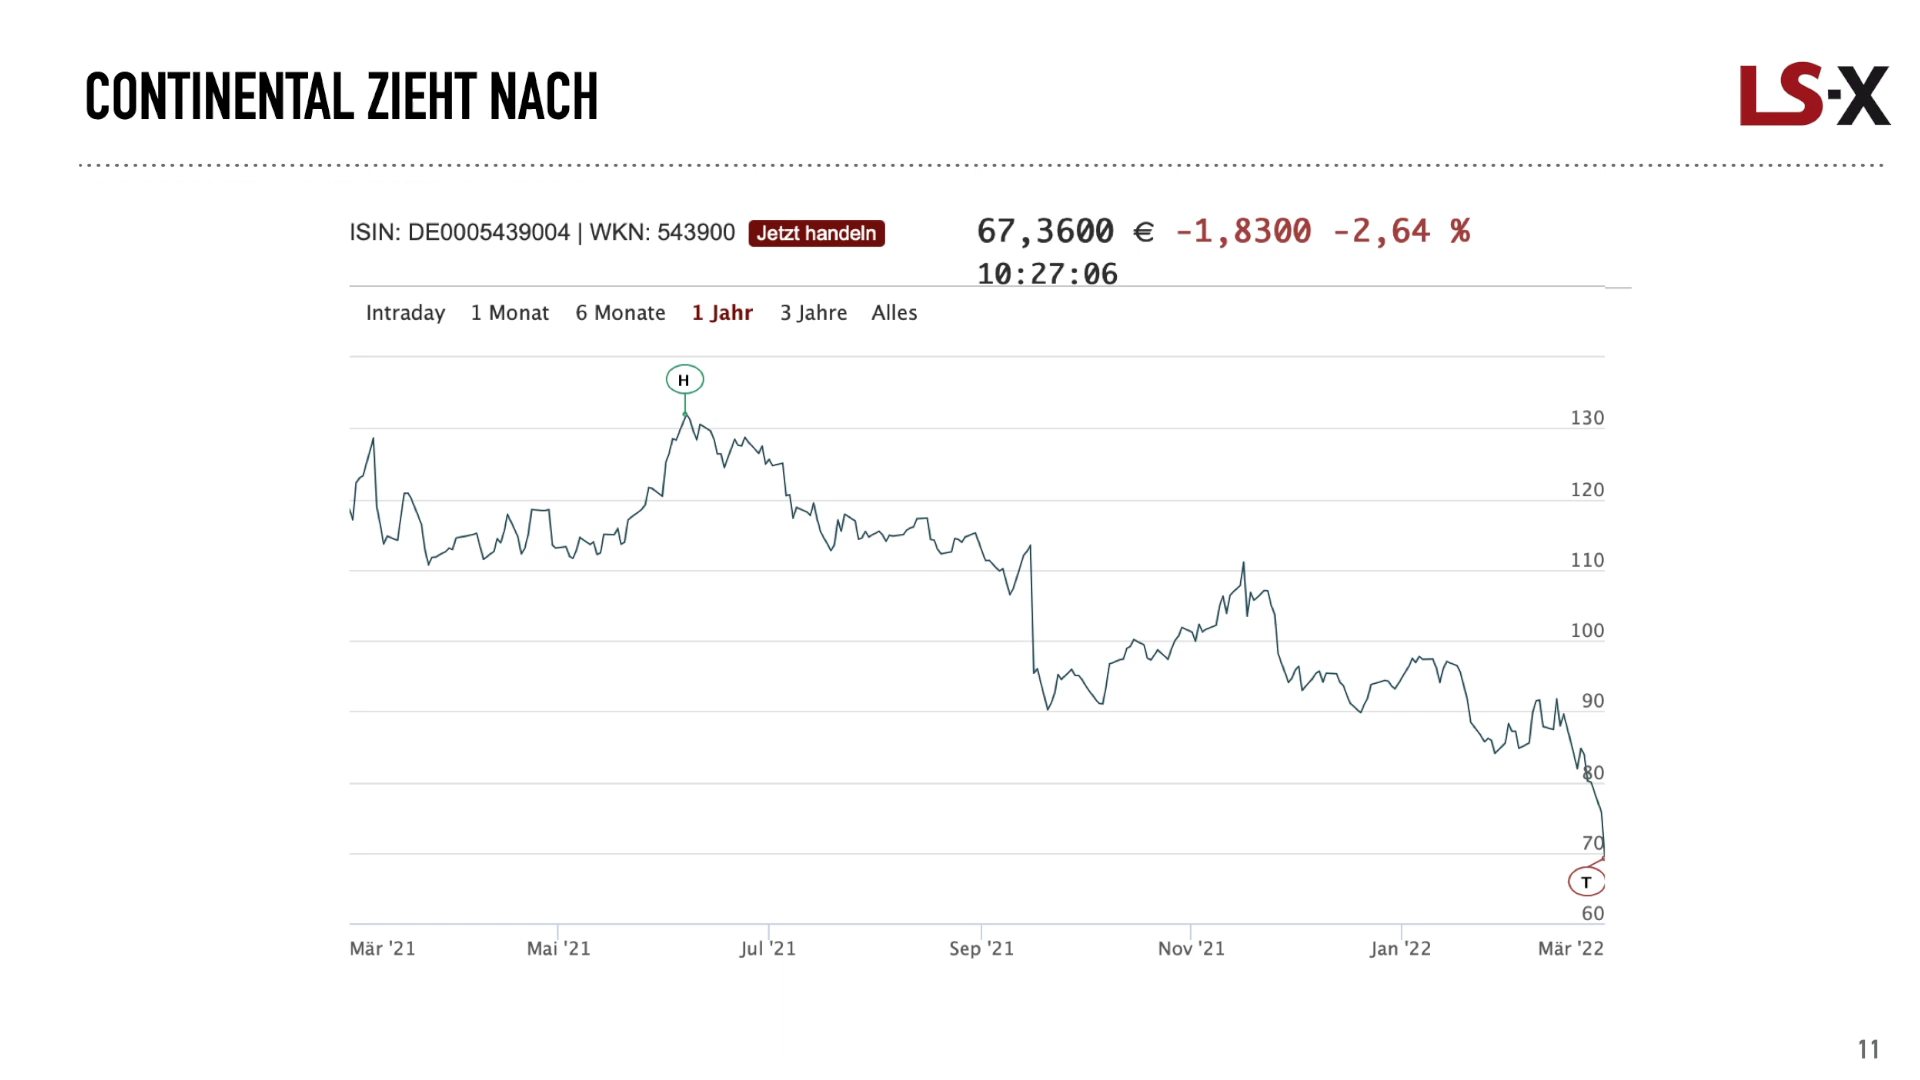 CONTINENTAL ZIEHT NACH
LS-X
ISIN: DE0005439004 | WKN: 543900 Jetzt handeln
67,3600 € -1,8300 -2,64 %
10:27:06
Intraday 1 Monat 6 Monate 1 Jahr 3 Jahre Alles
H
130
120
110
100
90
80
70
T
60
Mär '21 Mai '21 Jul '21 Sep '21 Nov '21 Jan '22 Mär '22
11